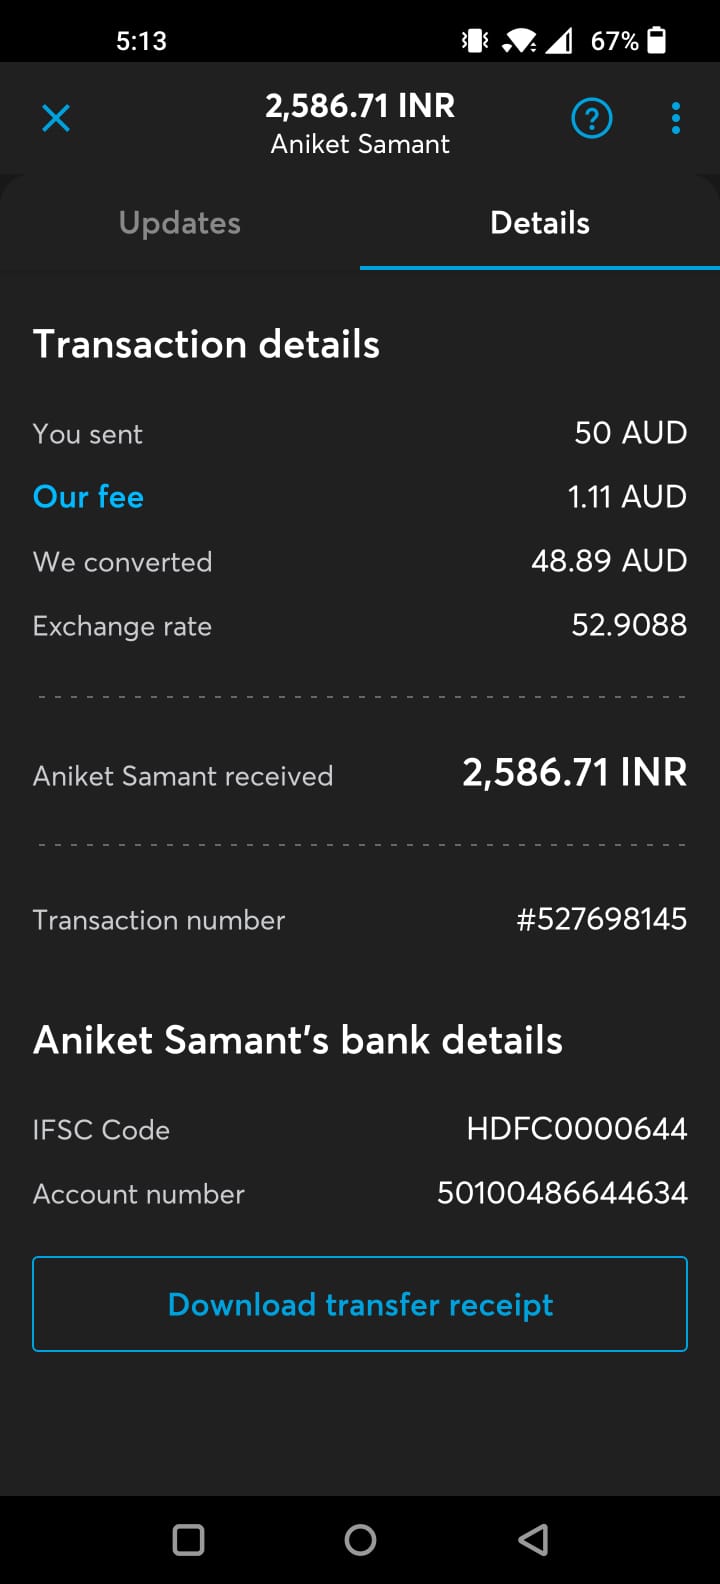 5:13
67%
2,586.71 INR
Aniket Samant
?
Updates
Details
Transaction details
You sent 50 AUD
Our fee 1.11 AUD
We converted 48.89 AUD
Exchange rate 52.9088
Aniket Samant received 2,586.71 INR
Transaction number #527698145
Aniket Samant's bank details
IFSC Code HDFC0000644
Account number 50100486644634
Download transfer receipt